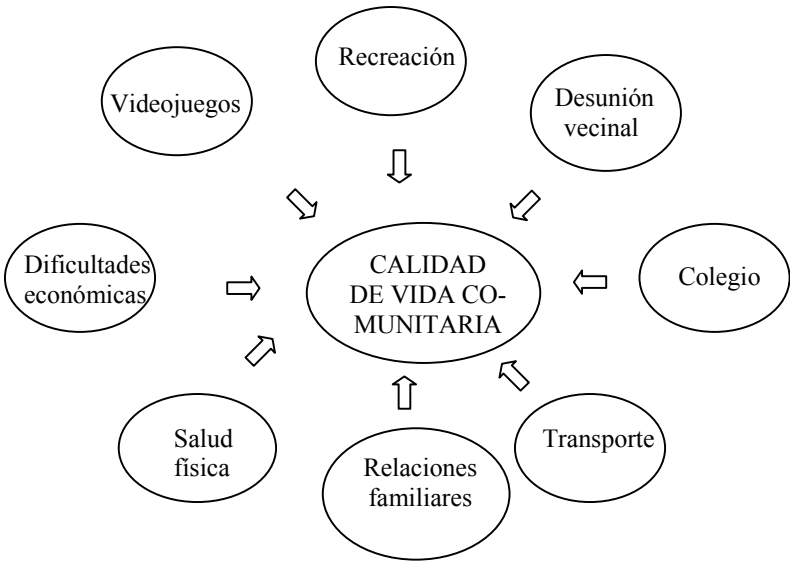 Recreación
Videojuegos
Desunión
vecinal
Dificultades
económicas
CALIDAD
DE VIDA CO-
MUNITARIA
Colegio
Salud
física
Relaciones
familiares
Transporte